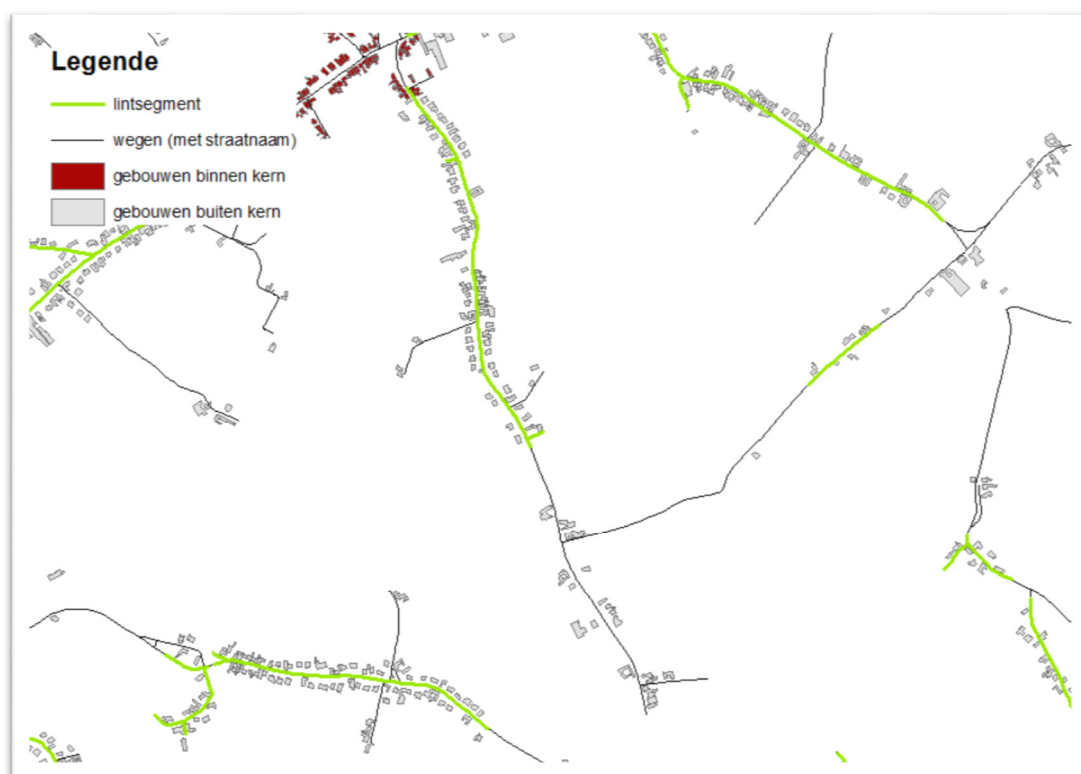 Legende
lintsegment
wegen (met straatnaam)
gebouwen binnen kern
gebouwen buiten kern